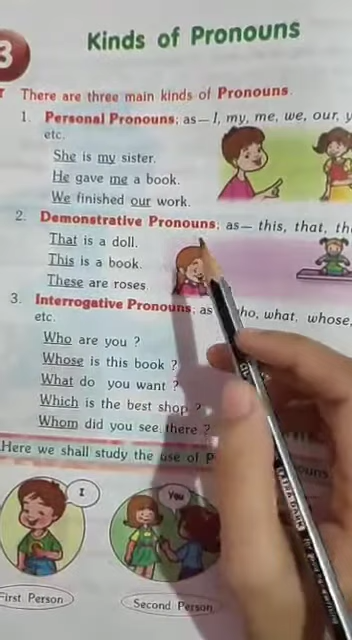 3
Kinds of Pronouns
There are three main kinds of Pronouns.
1. Personal Pronouns; as— I, my, me, we, our,
etc.
She is my sister.
He gave me a book.
We finished our work.
2. Demonstrative Pronouns; as— this, that,
That is a doll.
This is a book.
These are roses.
3. Interrogative Pronouns; as what, whose,
etc.
Who are you ?
Whose is this book ?
What do you want ?
Which is the best shop ?
Whom did you see there ?
Here we shall study the use of
I
You
First Person
Second Person